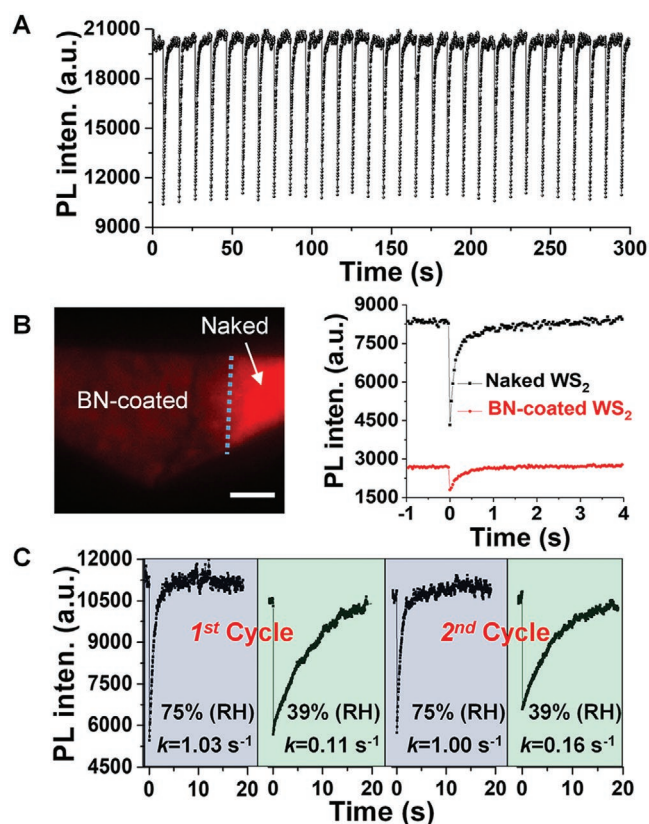 A
PL inten. (a.u.)
21000
18000
15000
12000
9000
0 50 100 150 200 250 300
Time (s)
B
Naked
BN-coated
PL inten. (a.u.)
9000
7500
6000
4500
3000
1500
Naked WS2
BN-coated WS2
-1 0 1 2 3 4
Time (s)
C
PL inten. (a.u.)
12000
10500
9000
7500
6000
4500
1st Cycle
2nd Cycle
75% (RH) 39% (RH) 75% (RH) 39% (RH)
k=1.03 s-1 k=0.11 s-1 k=1.00 s-1 k=0.16 s-1
0 10 20 0 10 20 0 10 20 0 10 20
Time (s) Time (s) Time (s) Time (s)